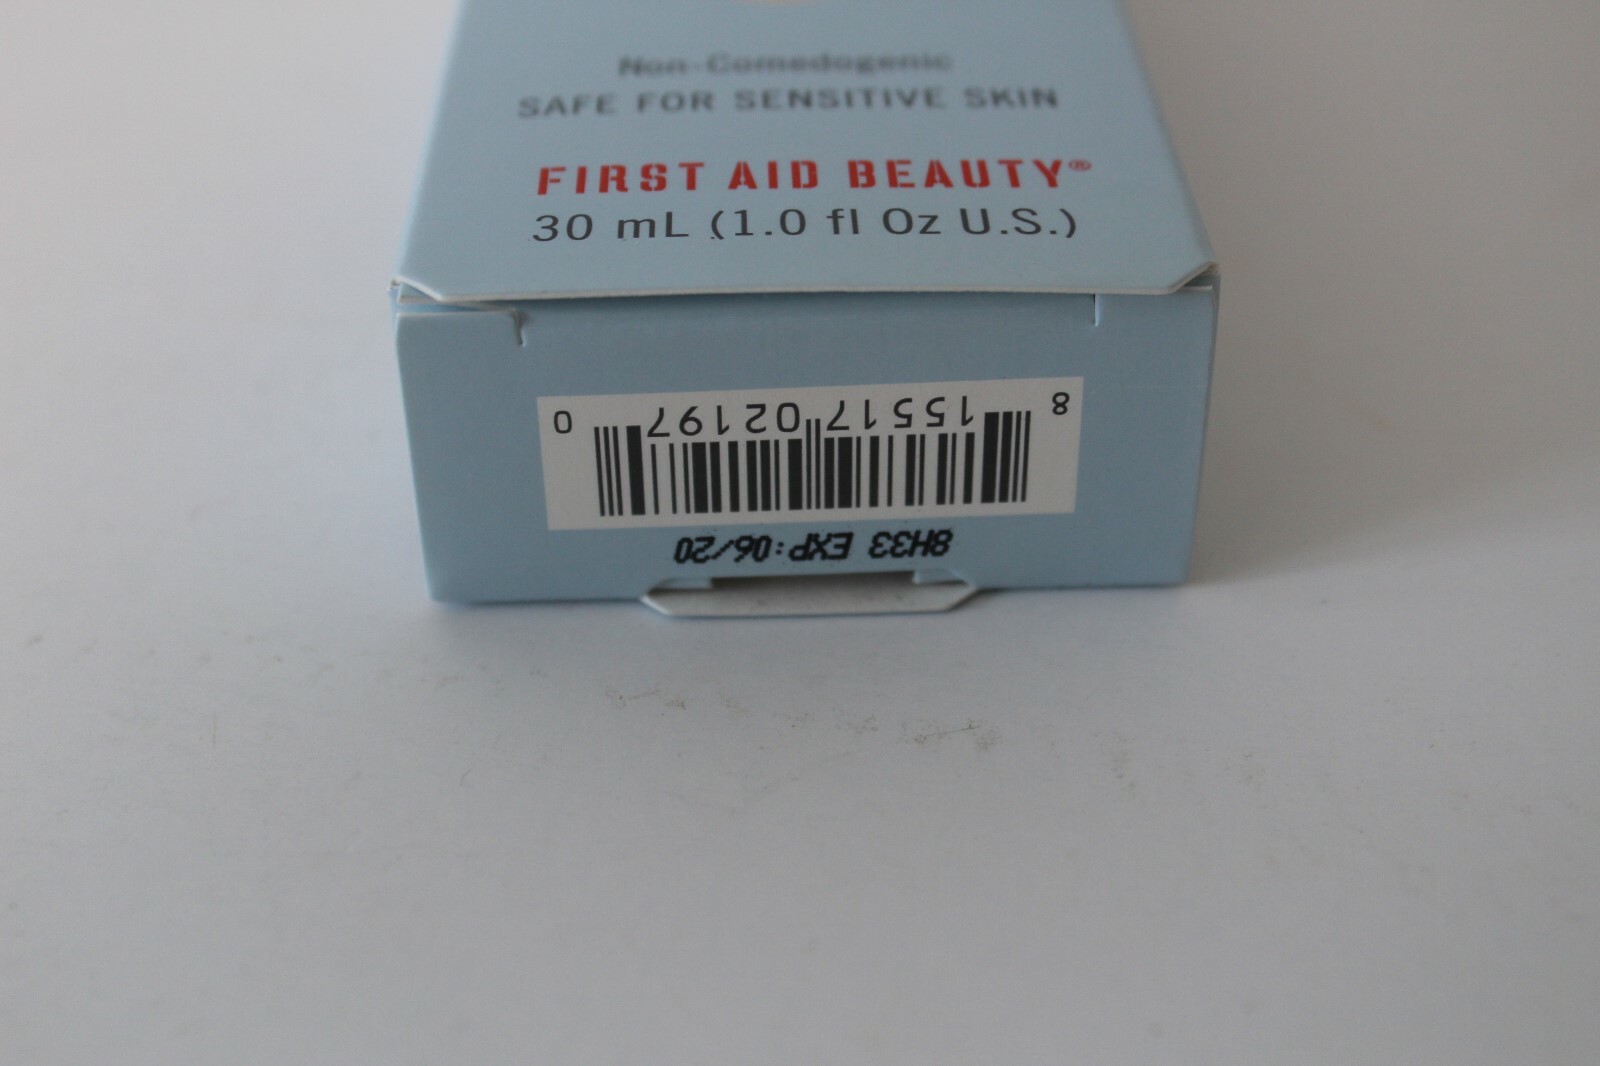 Non-Comedogenic
SAFE FOR SENSITIVE SKIN
FIRST AID BEAUTY®
30 mL (1.0 fl Oz U.S.)
8 15517 02197 0
8H33 EXP:06/20